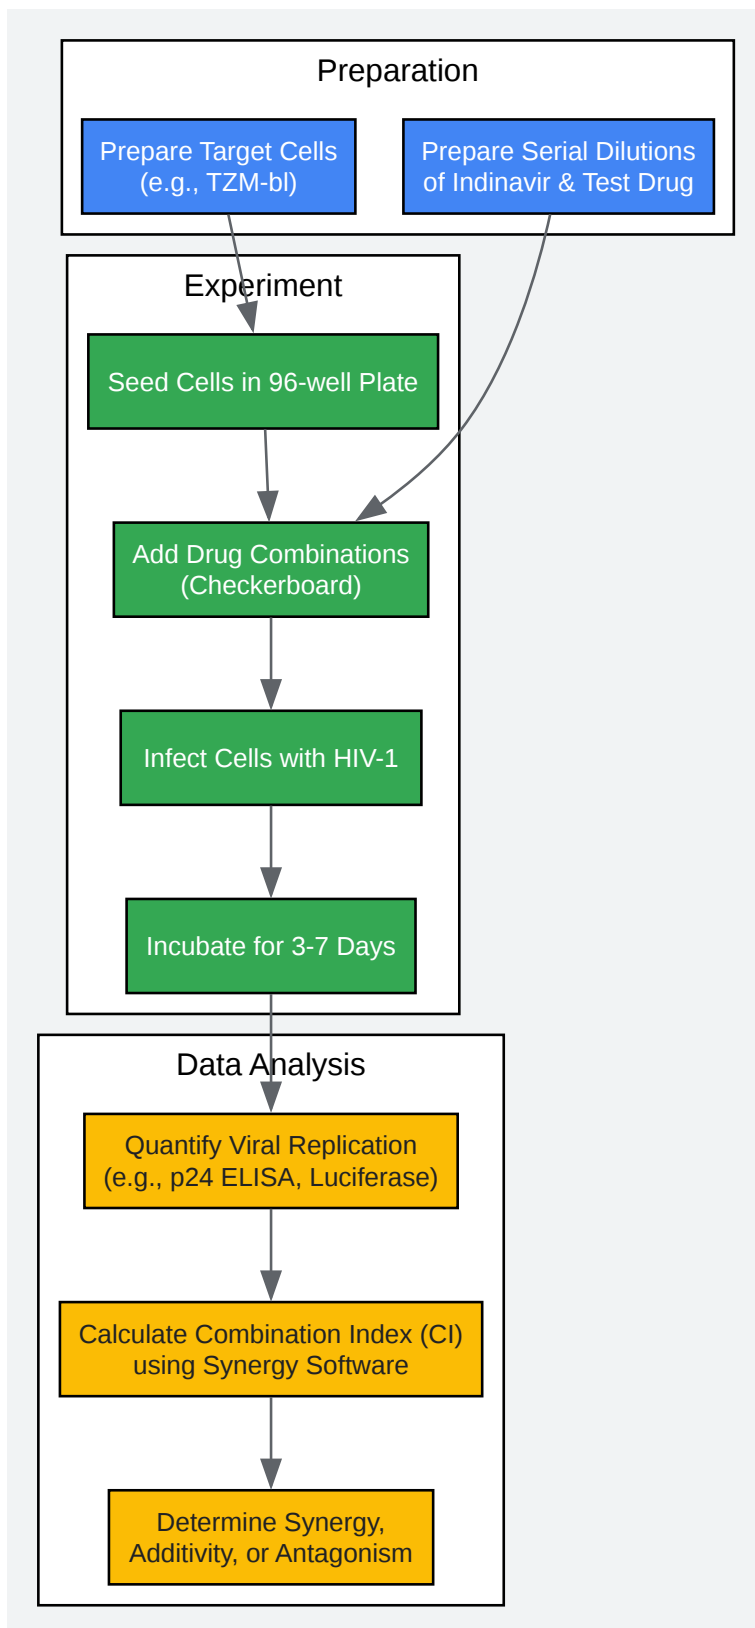 Preparation
Prepare Target Cells
(e.g., TZM-bl)
Prepare Serial Dilutions
of Indinavir & Test Drug
Experiment
Seed Cells in 96-well Plate
Add Drug Combinations
(Checkerboard)
Infect Cells with HIV-1
Incubate for 3-7 Days
Data Analysis
Quantify Viral Replication
(e.g., p24 ELISA, Luciferase)
Calculate Combination Index (CI)
using Synergy Software
Determine Synergy,
Additivity, or Antagonism